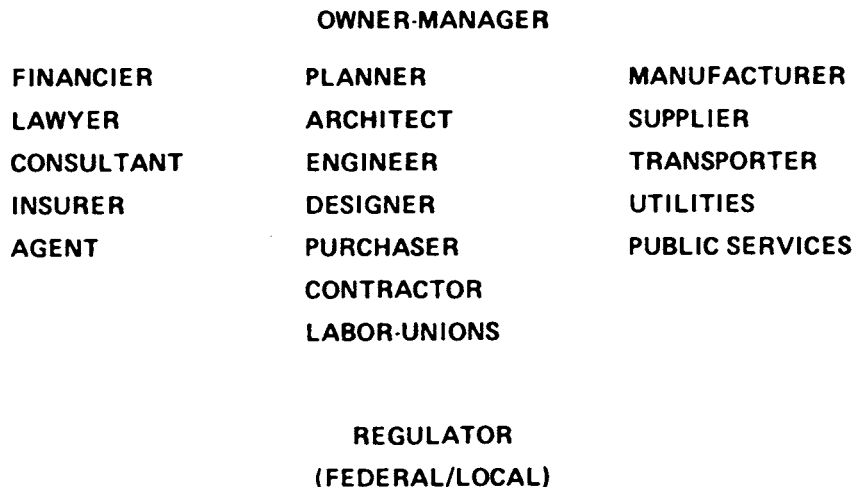 OWNER-MANAGER
FINANCIER PLANNER MANUFACTURER
LAWYER ARCHITECT SUPPLIER
CONSULTANT ENGINEER TRANSPORTER
INSURER DESIGNER UTILITIES
AGENT PURCHASER PUBLIC SERVICES
CONTRACTOR
LABOR-UNIONS
REGULATOR
(FEDERAL/LOCAL)